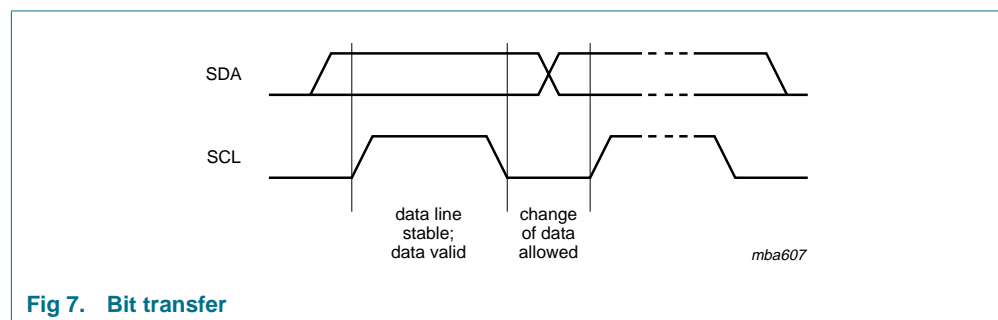 SDA
SCL
data line
stable;
data valid
change
of data
allowed
mba607
Fig 7. Bit transfer